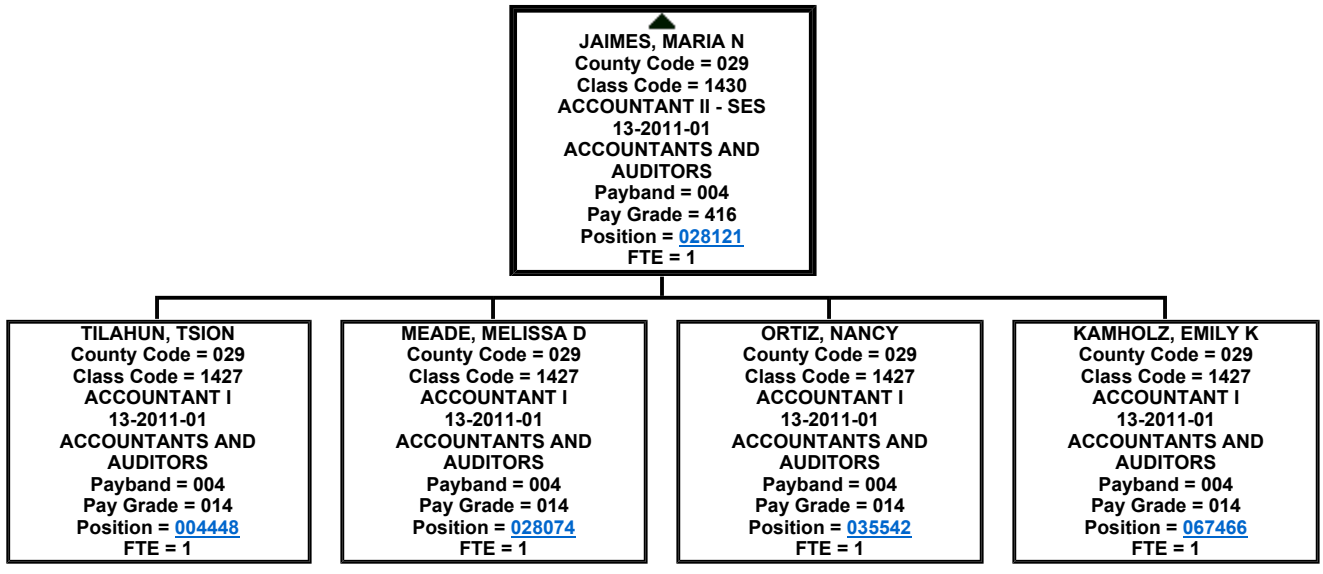 JAIMES, MARIA N
County Code = 029
Class Code = 1430
ACCOUNTANT II - SES
13-2011-01
ACCOUNTANTS AND
AUDITORS
Payband = 004
Pay Grade = 416
Position = 028121
FTE = 1
TILAHUN, TSION
County Code = 029
Class Code = 1427
ACCOUNTANT I
13-2011-01
ACCOUNTANTS AND
AUDITORS
Payband = 004
Pay Grade = 014
Position = 004448
FTE = 1
MEADE, MELISSA D
County Code = 029
Class Code = 1427
ACCOUNTANT I
13-2011-01
ACCOUNTANTS AND
AUDITORS
Payband = 004
Pay Grade = 014
Position = 028074
FTE = 1
ORTIZ, NANCY
County Code = 029
Class Code = 1427
ACCOUNTANT I
13-2011-01
ACCOUNTANTS AND
AUDITORS
Payband = 004
Pay Grade = 014
Position = 035542
FTE = 1
KAMHOLZ, EMILY K
County Code = 029
Class Code = 1427
ACCOUNTANT I
13-2011-01
ACCOUNTANTS AND
AUDITORS
Payband = 004
Pay Grade = 014
Position = 067466
FTE = 1